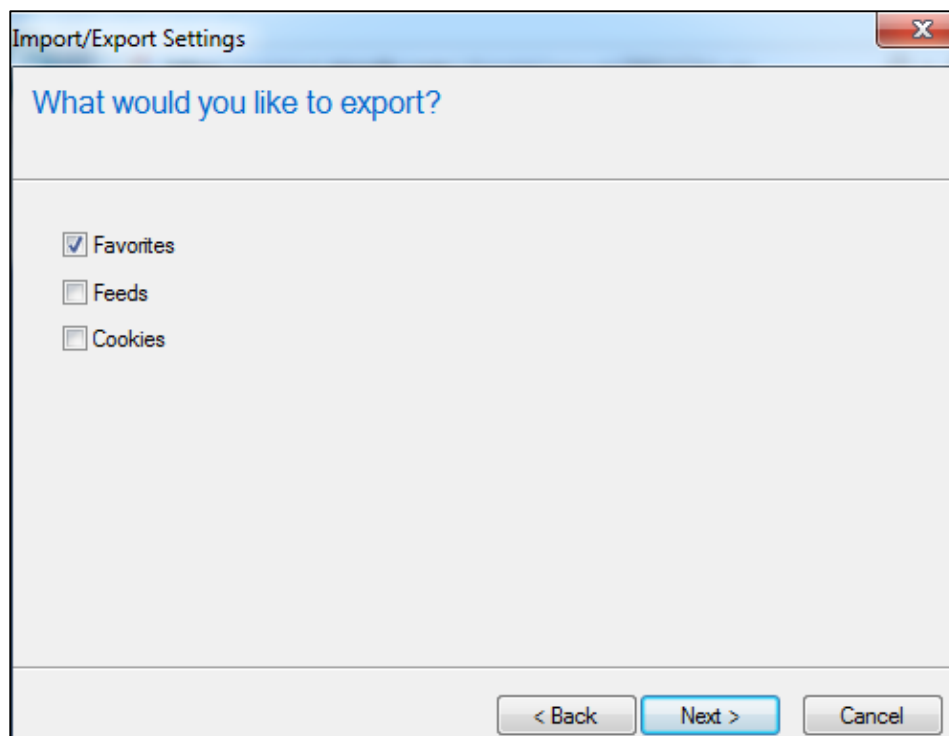 Import/Export Settings
What would you like to export?
Favorites
Feeds
Cookies
< Back Next > Cancel